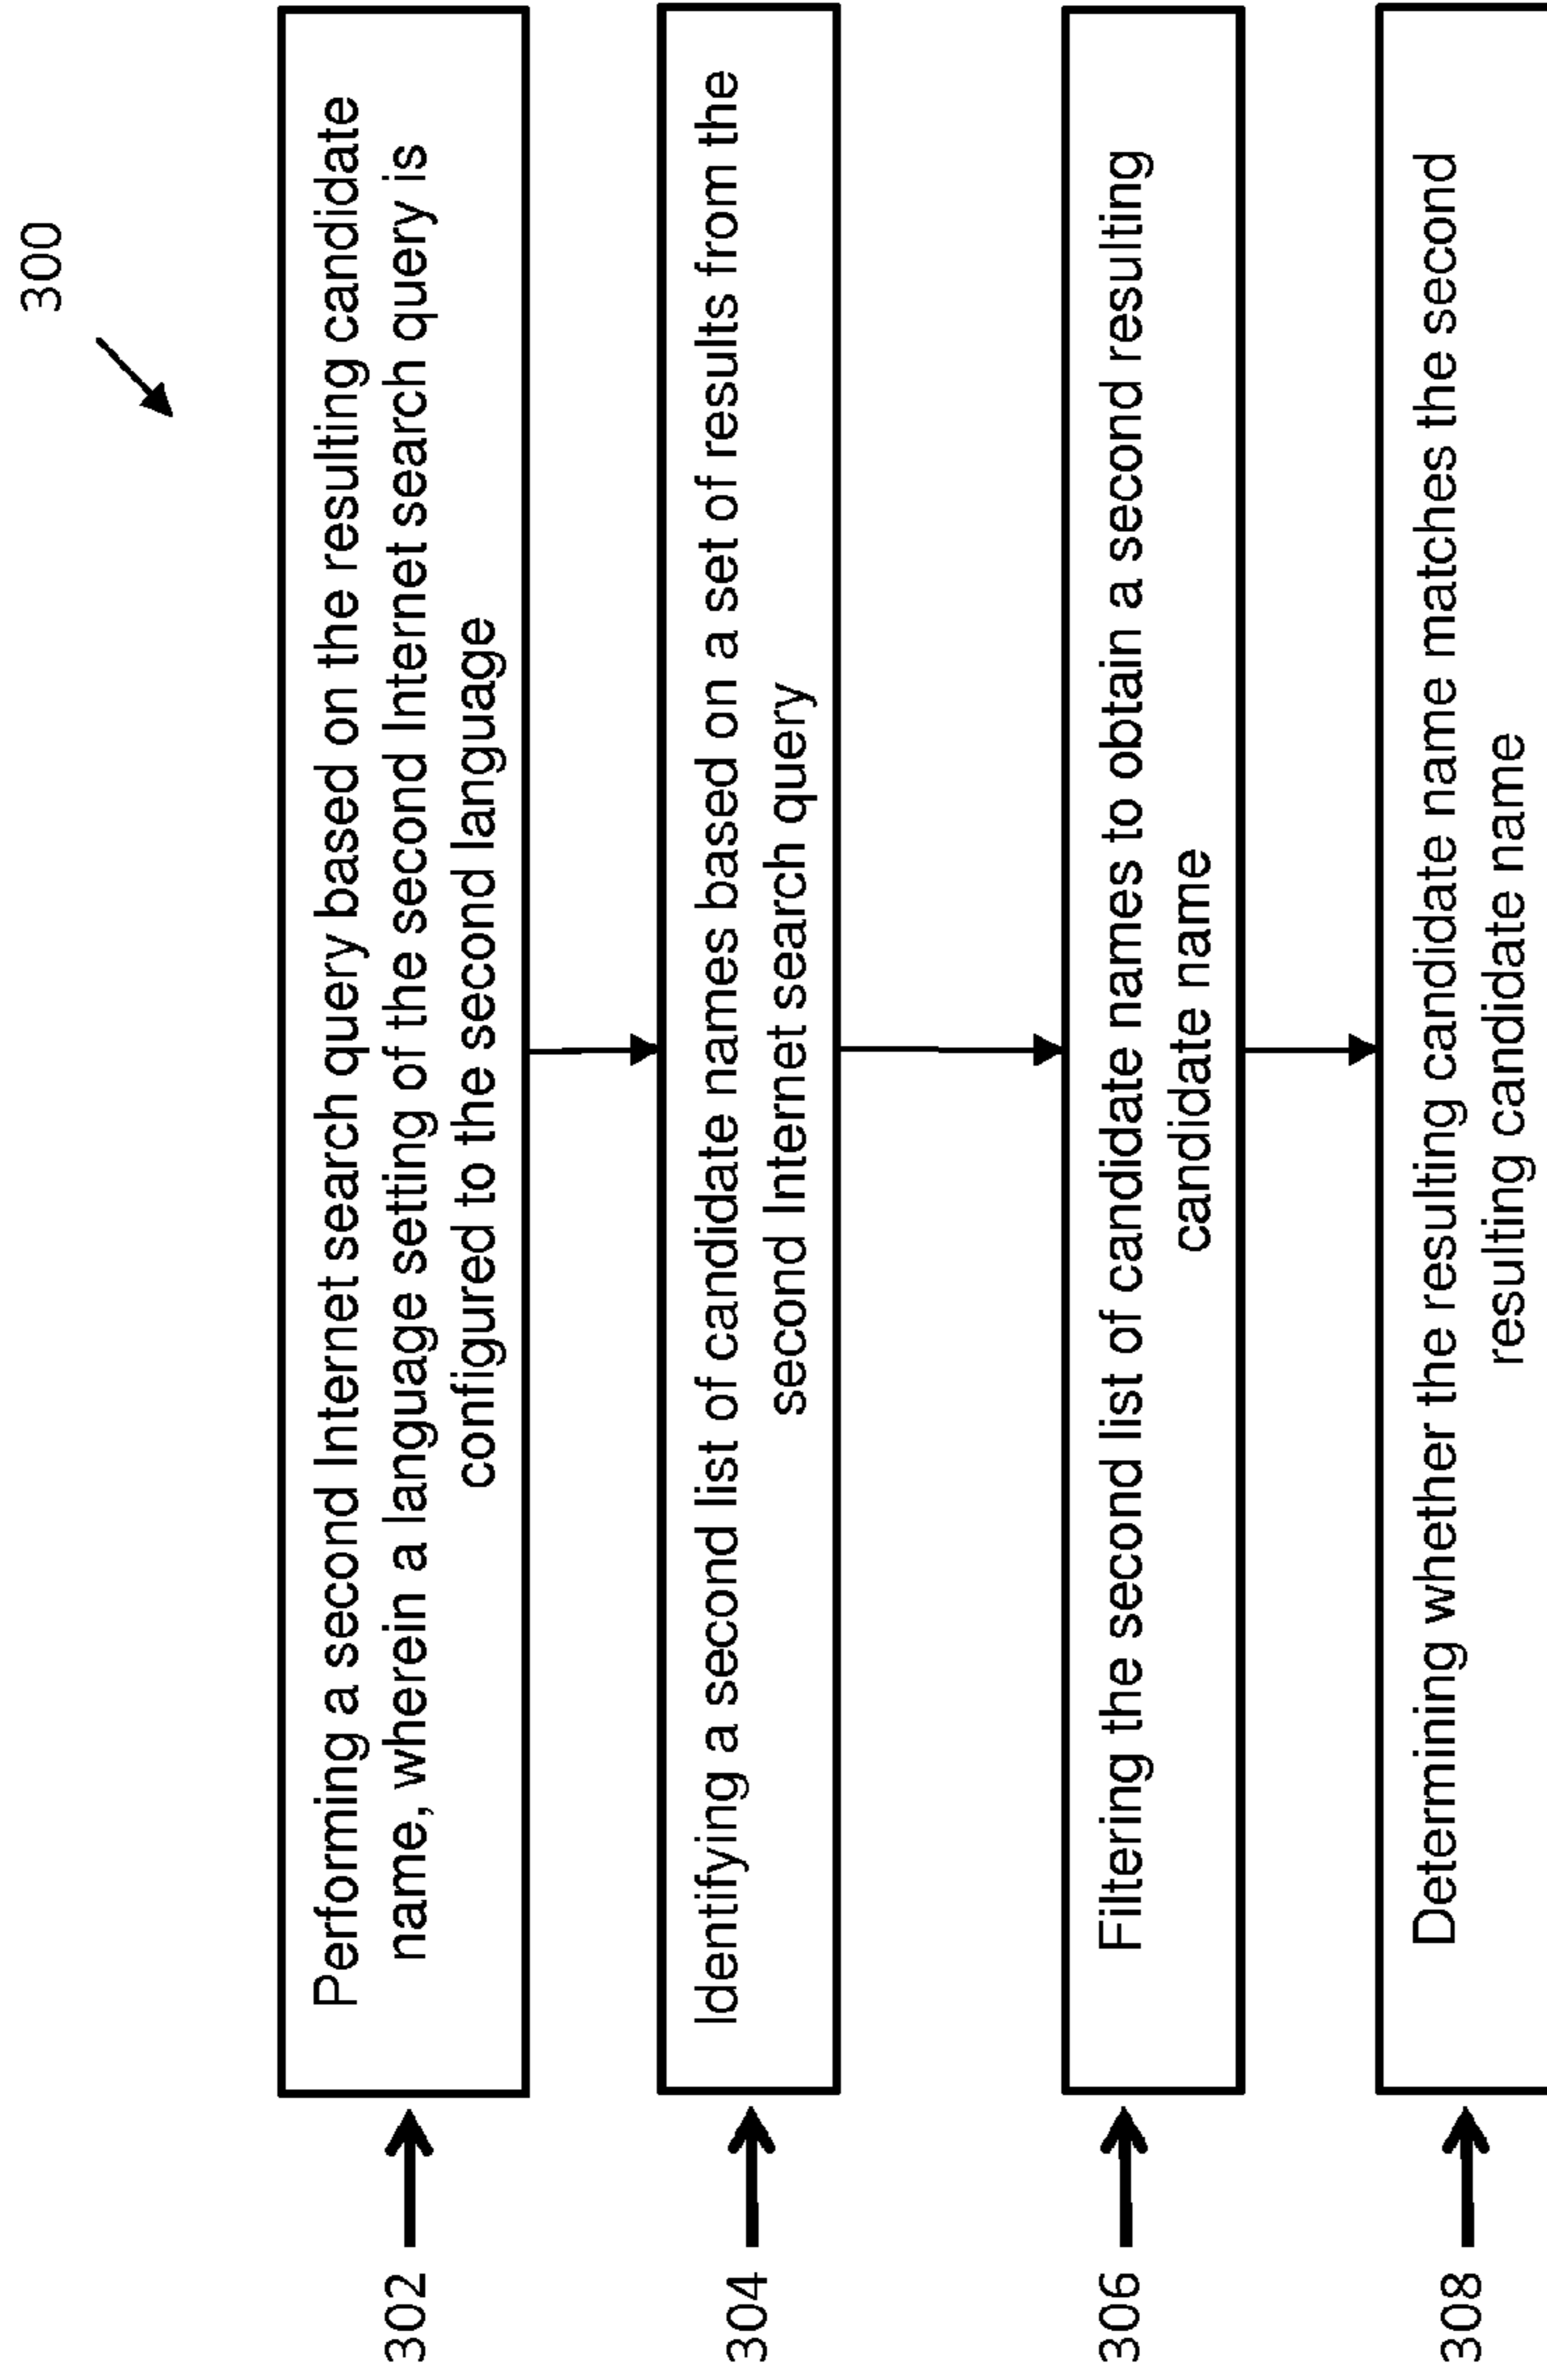 300
302
Performing a second Internet search query based on the resulting candidate
name, wherein a language setting of the second Internet search query is
configured to the second language
304
Identifying a second list of candidate names based on a set of results from the
second Internet search query
306
Filtering the second list of candidate names to obtain a second resulting
candidate name
308
Determining whether the resulting candidate name matches the second
resulting candidate name